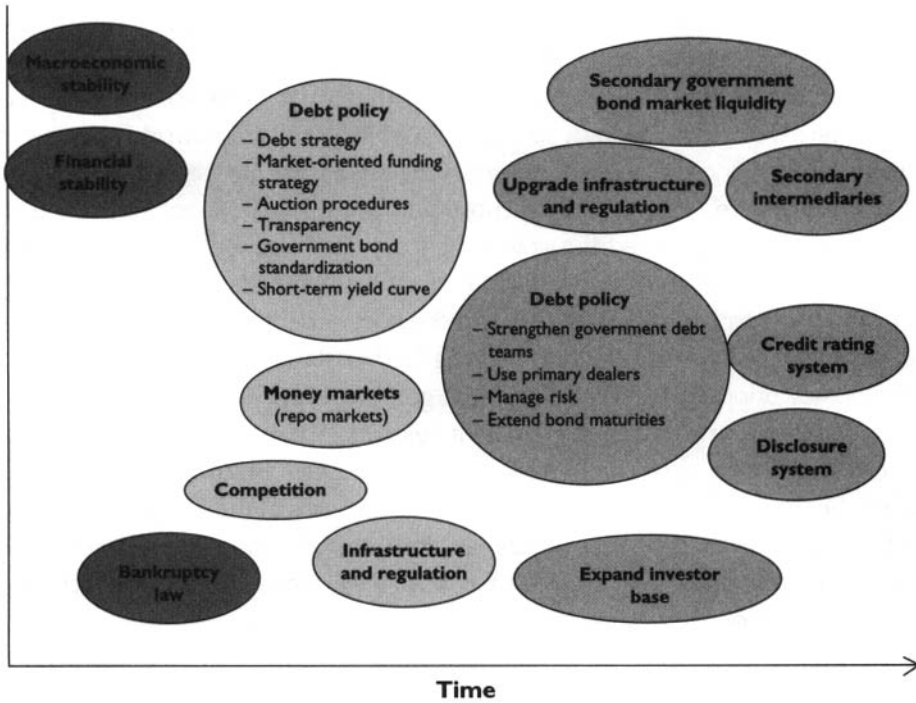 Macroeconomic
stability
Financial
stability
Debt policy
– Debt strategy
– Market-oriented funding
strategy
– Auction procedures
– Transparency
– Government bond
standardization
– Short-term yield curve
Money markets
(repo markets)
Competition
Bankruptcy
law
Infrastructure
and regulation
Secondary government
bond market liquidity
Upgrade infrastructure
and regulation
Secondary
intermediaries
Debt policy
– Strengthen government debt
teams
– Use primary dealers
– Manage risk
– Extend bond maturities
Credit rating
system
Disclosure
system
Expand investor
base
Time